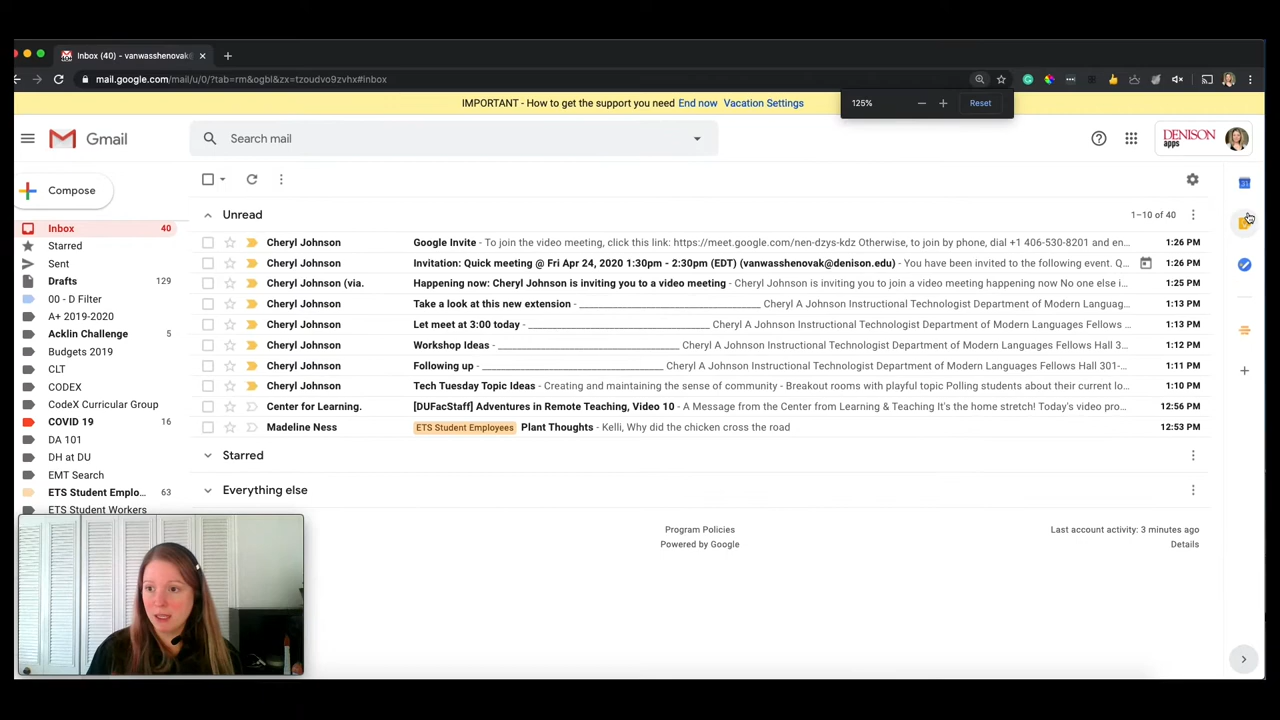 Inbox (40) - vanwasshenovak@
mail.google.com/mail/u/0/?tab=rm&ogbl&zx=tzoudvo9zvhx#inbox
IMPORTANT - How to get the support you need End now Vacation Settings
125% Reset
Gmail
Search mail
DENISON
apps
Compose
Unread
1–10 of 40
31
Inbox 40
Starred
Sent
Drafts 129
00 - D Filter
A+ 2019-2020
Acklin Challenge 5
Budgets 2019
CLT
CODEX
CodeX Curricular Group
COVID 19 16
DA 101
DH at DU
EMT Search
ETS Student Emplo... 63
ETS Student Workers
Cheryl Johnson Google Invite - To join the video meeting, click this link: https://meet.google.com/nen-dzys-kdz Otherwise, to join by phone, dial +1 406-530-8201 and en... 1:26 PM
Cheryl Johnson Invitation: Quick meeting @ Fri Apr 24, 2020 1:30pm - 2:30pm (EDT) (vanwasshenovak@denison.edu) - You have been invited to the following event. Q... 1:26 PM
Cheryl Johnson (via. Happening now: Cheryl Johnson is inviting you to a video meeting - Cheryl Johnson is inviting you to join a video meeting happening now No one else i... 1:25 PM
Cheryl Johnson Take a look at this new extension - ______________________________ Cheryl A Johnson Instructional Technologist Department of Modern Languag... 1:13 PM
Cheryl Johnson Let meet at 3:00 today - ______________________________ Cheryl A Johnson Instructional Technologist Department of Modern Languages Fellows ... 1:13 PM
Cheryl Johnson Workshop Ideas - ______________________________ Cheryl A Johnson Instructional Technologist Department of Modern Languages Fellows Hall 3... 1:12 PM
Cheryl Johnson Following up - ______________________________ Cheryl A Johnson Instructional Technologist Department of Modern Languages Fellows Hall 301-... 1:11 PM
Cheryl Johnson Tech Tuesday Topic Ideas - Creating and maintaining the sense of community - Breakout rooms with playful topic Polling students about their current lo... 1:10 PM
Center for Learning. [DUFacStaff] Adventures in Remote Teaching, Video 10 - A Message from the Center from Learning & Teaching It's the home stretch! Today's video pro... 12:56 PM
Madeline Ness ETS Student Employees Plant Thoughts - Kelli, Why did the chicken cross the road 12:53 PM
Starred
Everything else
Program Policies
Powered by Google
Last account activity: 3 minutes ago
Details